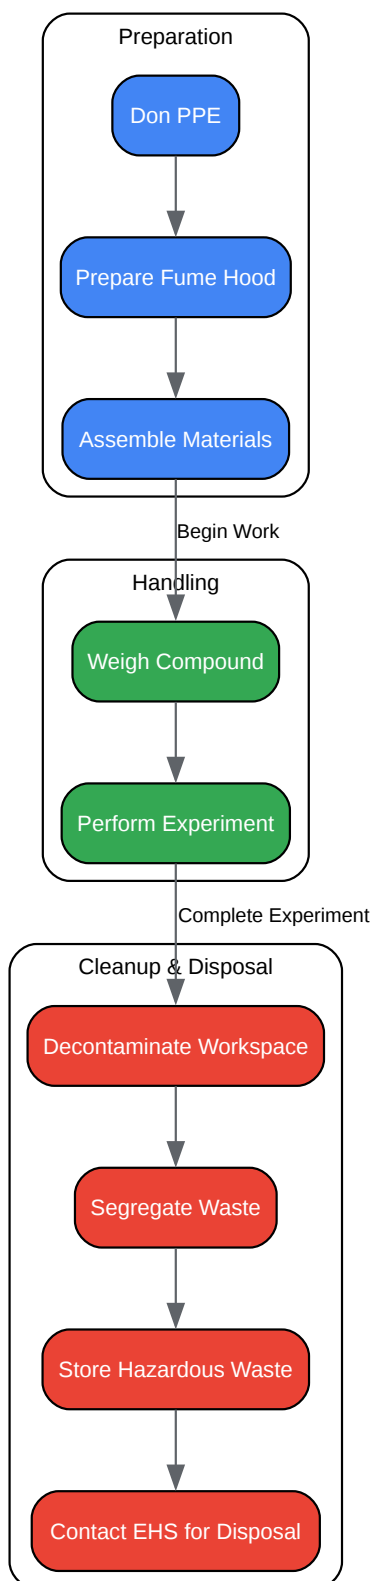 Preparation
Don PPE
Prepare Fume Hood
Assemble Materials
Begin Work
Handling
Weigh Compound
Perform Experiment
Complete Experiment
Cleanup & Disposal
Decontaminate Workspace
Segregate Waste
Store Hazardous Waste
Contact EHS for Disposal